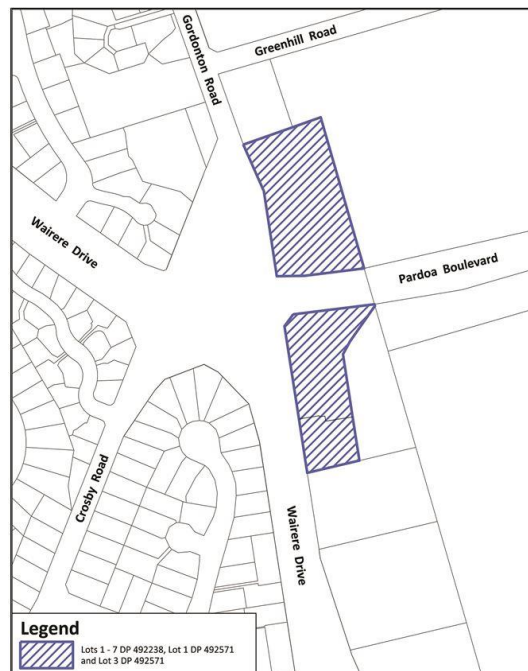 Gordonton Road
Greenhill Road
Wairere Drive
Pardoa Boulevard
Crosby Road
Wairere Drive
Legend
Lots 1 - 7 DP 492238, Lot 1 DP 492571
and Lot 3 DP 492571